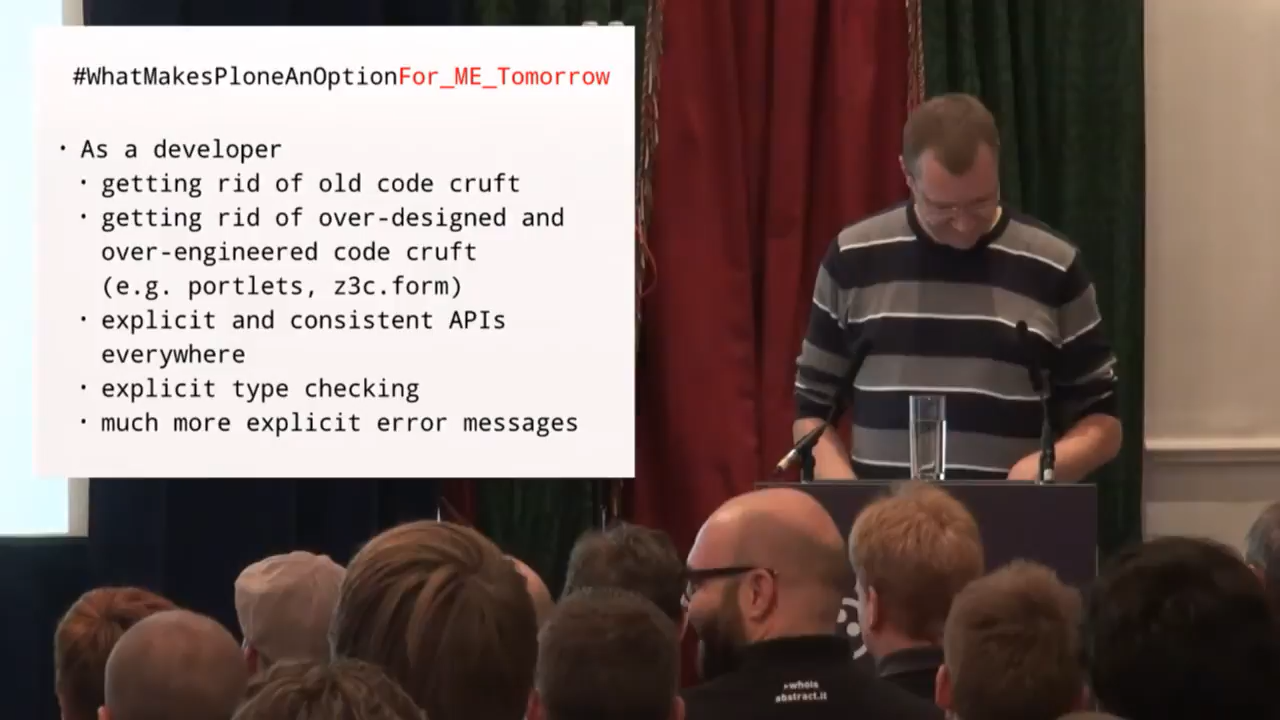 #WhatMakesPloneAnOptionFor_ME_Tomorrow
• As a developer
• getting rid of old code cruft
• getting rid of over-designed and
over-engineered code cruft
(e.g. portlets, z3c.form)
• explicit and consistent APIs
everywhere
• explicit type checking
• much more explicit error messages
»whois
abstract.it